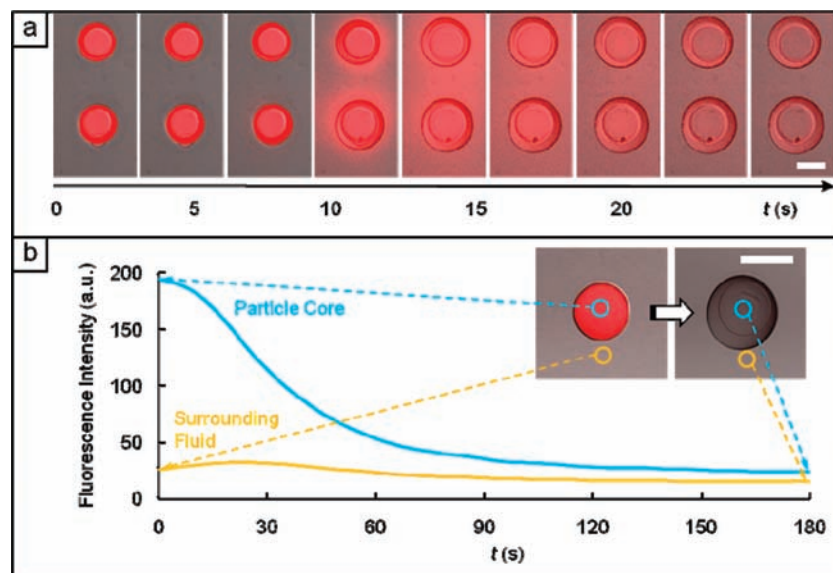 a
0 5 10 15 20 t (s)
b
Fluorescence Intensity (a.u.)
200
150
100
50
0
Particle Core
Surrounding
Fluid
0 30 60 90 120 150 180
t (s)